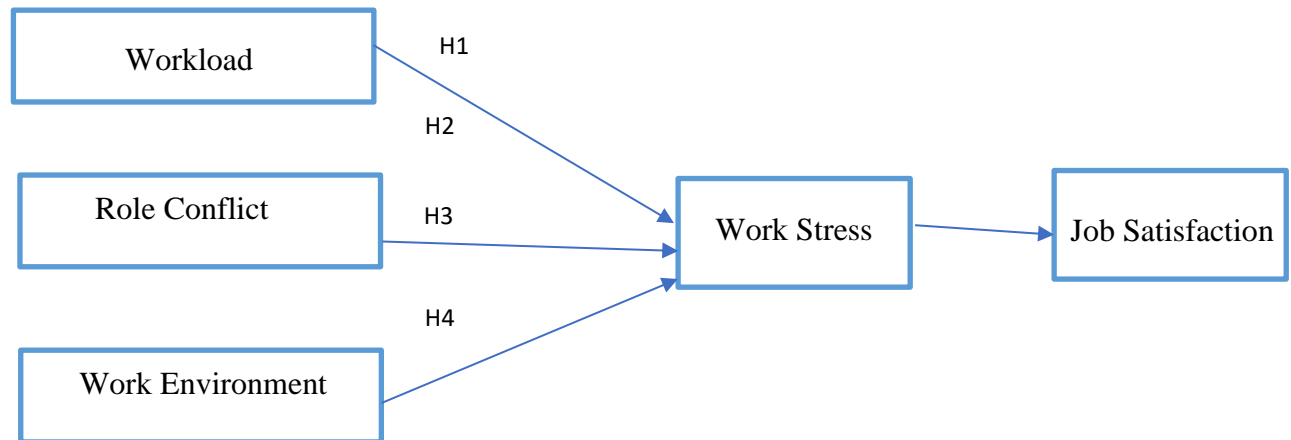 H1
Workload
H2
Role Conflict
H3
Work Stress
Job Satisfaction
H4
Work Environment